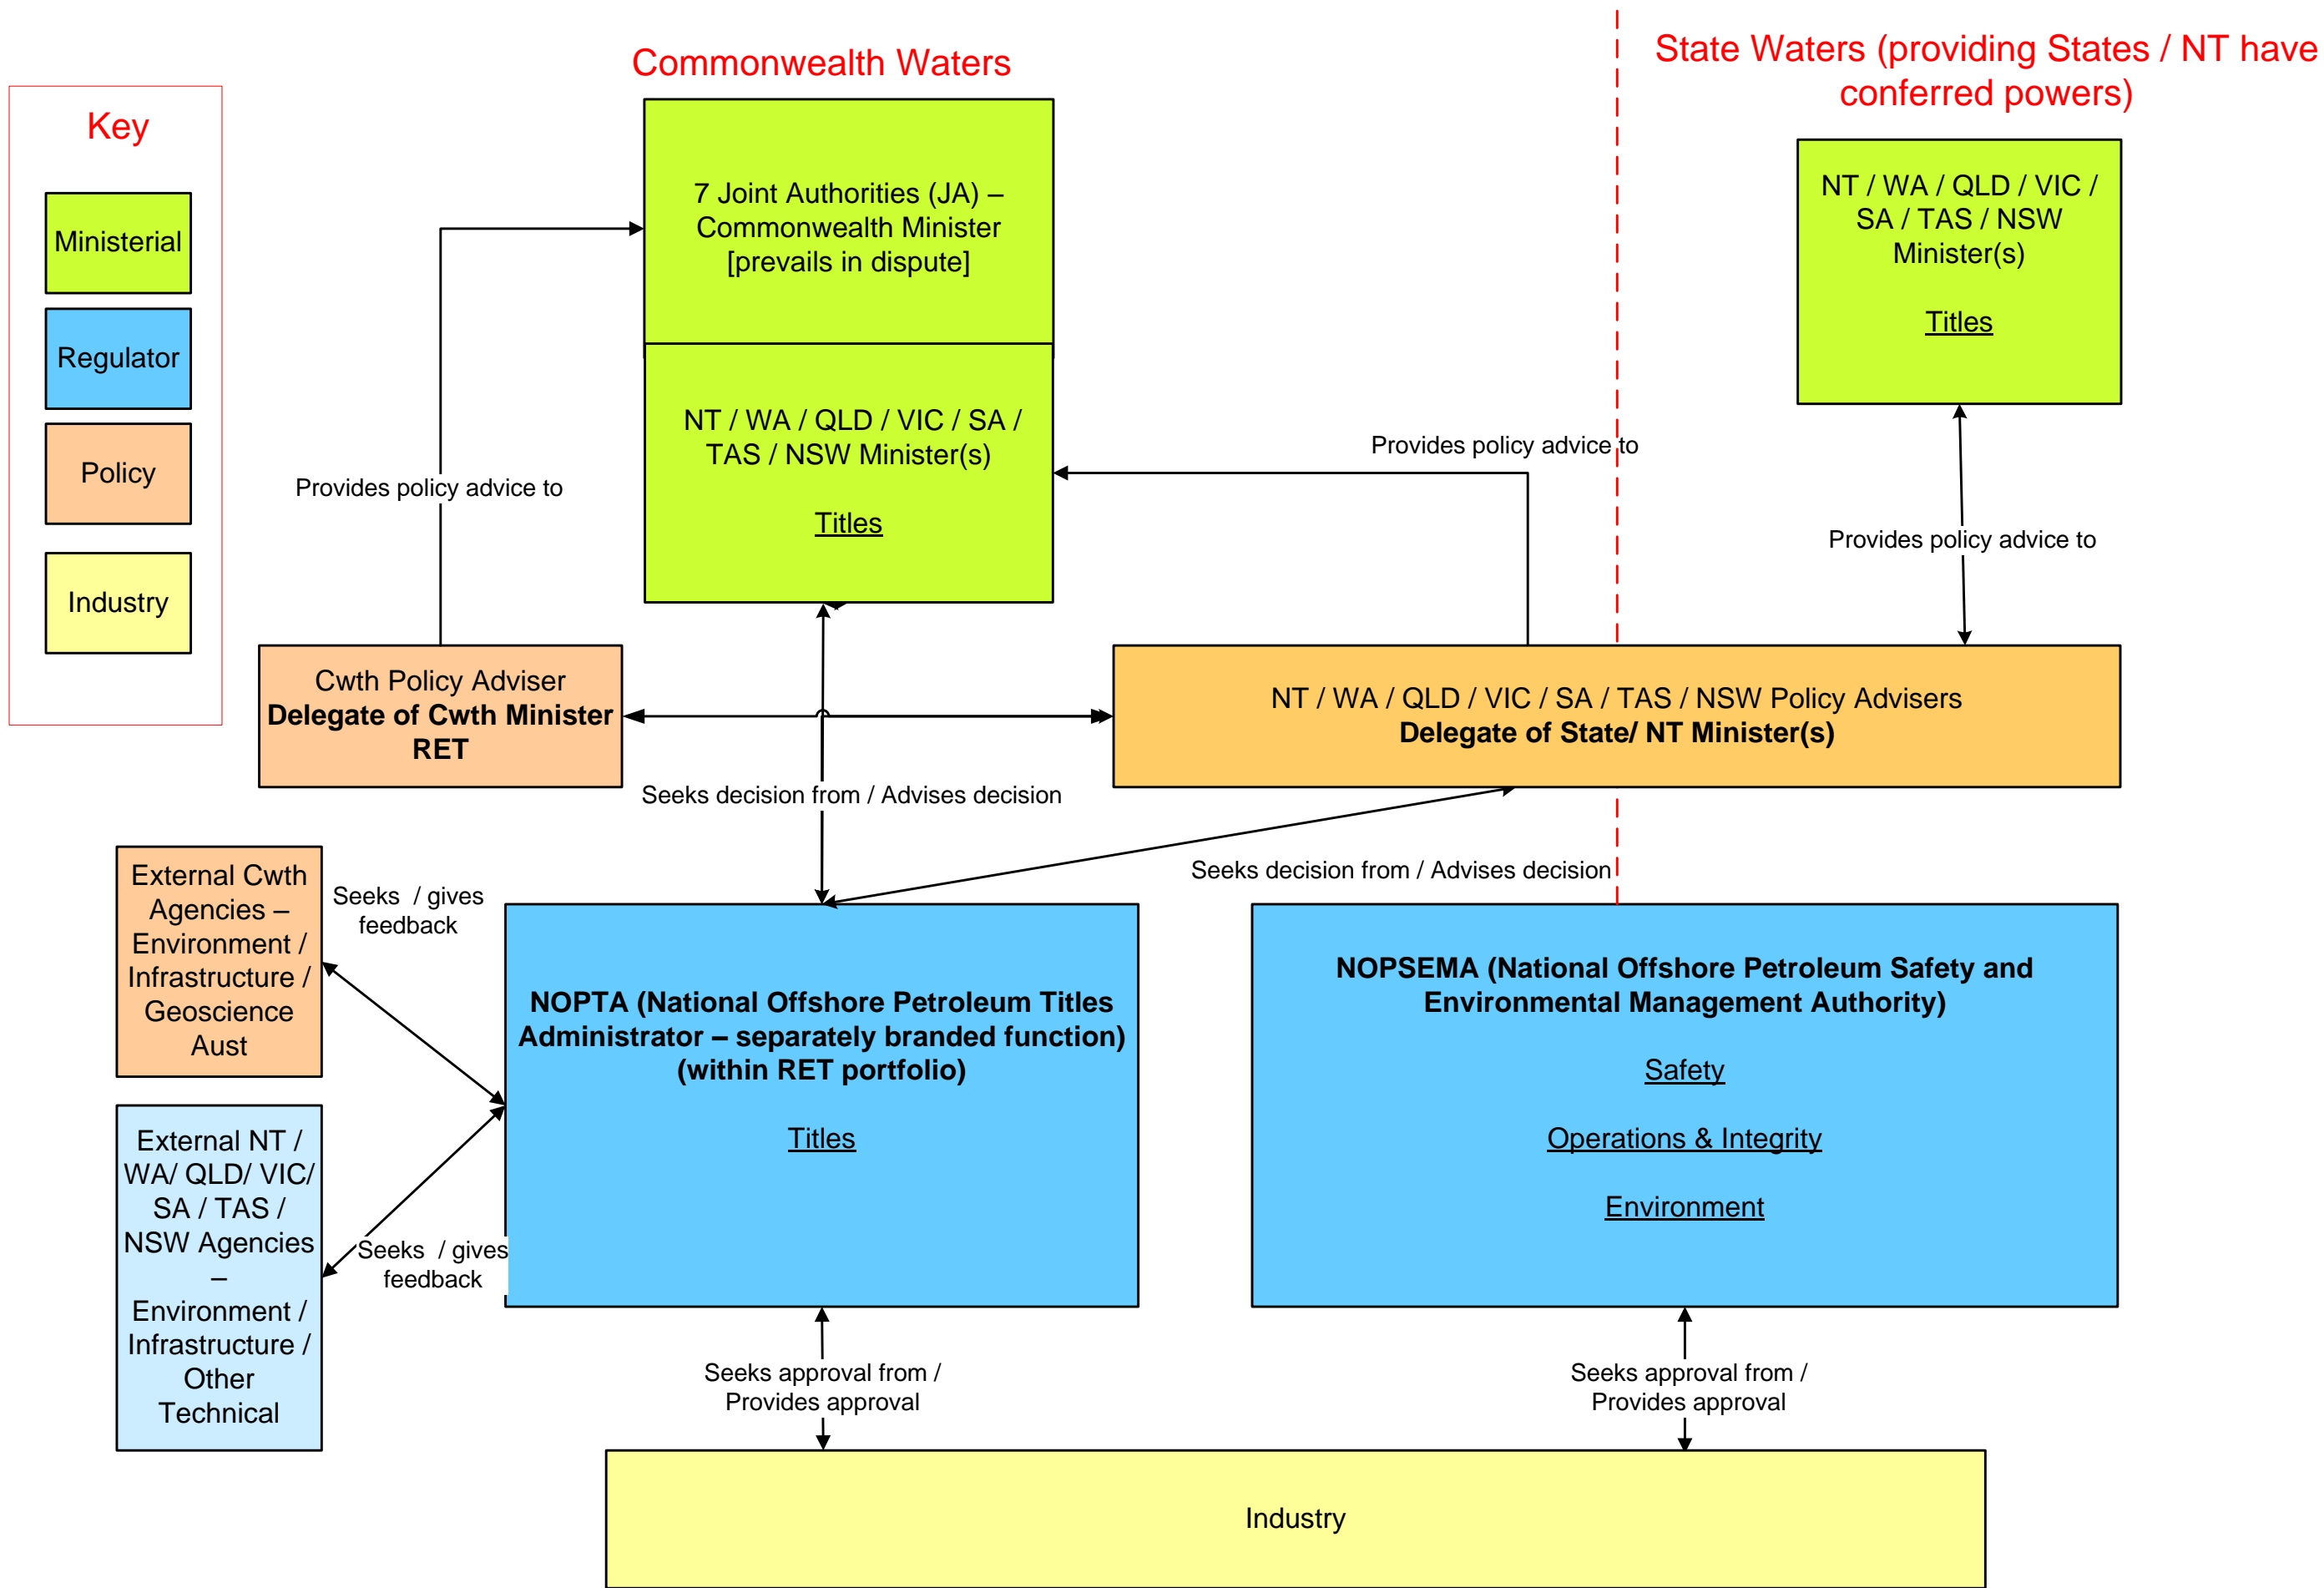 Commonwealth Waters
State Waters (providing States / NT have
conferred powers)
Key
Ministerial
Regulator
Policy
Industry
7 Joint Authorities (JA) –
Commonwealth Minister
[prevails in dispute]
NT / WA / QLD / VIC / SA /
TAS / NSW Minister(s)
Titles
NT / WA / QLD / VIC /
SA / TAS / NSW
Minister(s)
Titles
Provides policy advice to
Provides policy advice to
Provides policy advice to
Cwth Policy Adviser
Delegate of Cwth Minister
RET
NT / WA / QLD / VIC / SA / TAS / NSW Policy Advisers
Delegate of State/ NT Minister(s)
Seeks decision from / Advises decision
Seeks decision from / Advises decision
External Cwth
Agencies –
Environment /
Infrastructure /
Geoscience
Aust
Seeks / gives
feedback
External NT /
WA/ QLD/ VIC/
SA / TAS /
NSW Agencies
–
Environment /
Infrastructure /
Other
Technical
Seeks / gives
feedback
NOPTA (National Offshore Petroleum Titles
Administrator – separately branded function)
(within RET portfolio)
Titles
NOPSEMA (National Offshore Petroleum Safety and
Environmental Management Authority)
Safety
Operations & Integrity
Environment
Seeks approval from /
Provides approval
Seeks approval from /
Provides approval
Industry